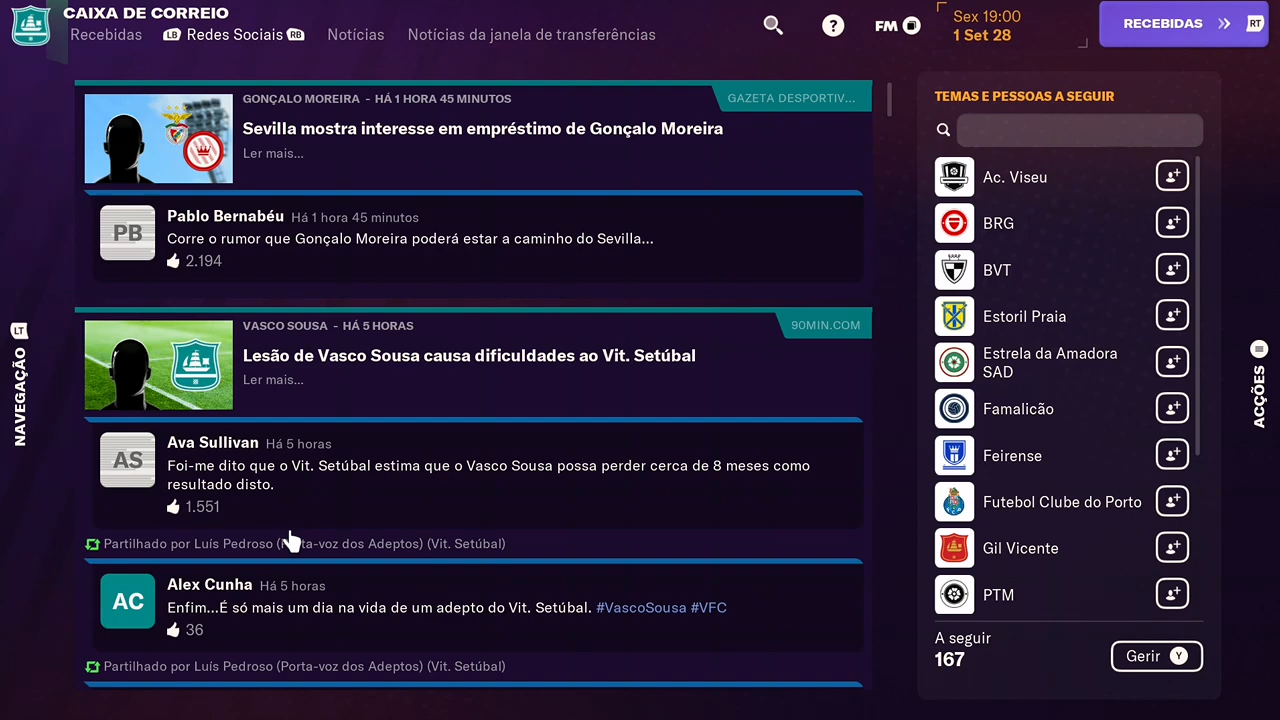 CAIXA DE CORREIO
Recebidas LB Redes Sociais RB Notícias Notícias da janela de transferências
FM
Sex 19:00
1 Set 28
RECEBIDAS RT
GONÇALO MOREIRA - HÁ 1 HORA 45 MINUTOS
GAZETA DESPORTIV...
Sevilla mostra interesse em empréstimo de Gonçalo Moreira
Ler mais...
PB
Pablo Bernabéu Há 1 hora 45 minutos
Corre o rumor que Gonçalo Moreira poderá estar a caminho do Sevilla...
2.194
VASCO SOUSA - HÁ 5 HORAS
90MIN.COM
Lesão de Vasco Sousa causa dificuldades ao Vit. Setúbal
Ler mais...
AS
Ava Sullivan Há 5 horas
Foi-me dito que o Vit. Setúbal estima que o Vasco Sousa possa perder cerca de 8 meses como
resultado disto.
1.551
Partilhado por Luís Pedroso (Porta-voz dos Adeptos) (Vit. Setúbal)
AC
Alex Cunha Há 5 horas
Enfim...É só mais um dia na vida de um adepto do Vit. Setúbal. #VascoSousa #VFC
36
Partilhado por Luís Pedroso (Porta-voz dos Adeptos) (Vit. Setúbal)
LT
NAVEGAÇÃO
TEMAS E PESSOAS A SEGUIR
Ac. Viseu
BRG
BVT
Estoril Praia
Estrela da Amadora
SAD
Famalicão
Feirense
Futebol Clube do Porto
Gil Vicente
PTM
A seguir
167
Gerir Y
ACÇÕES